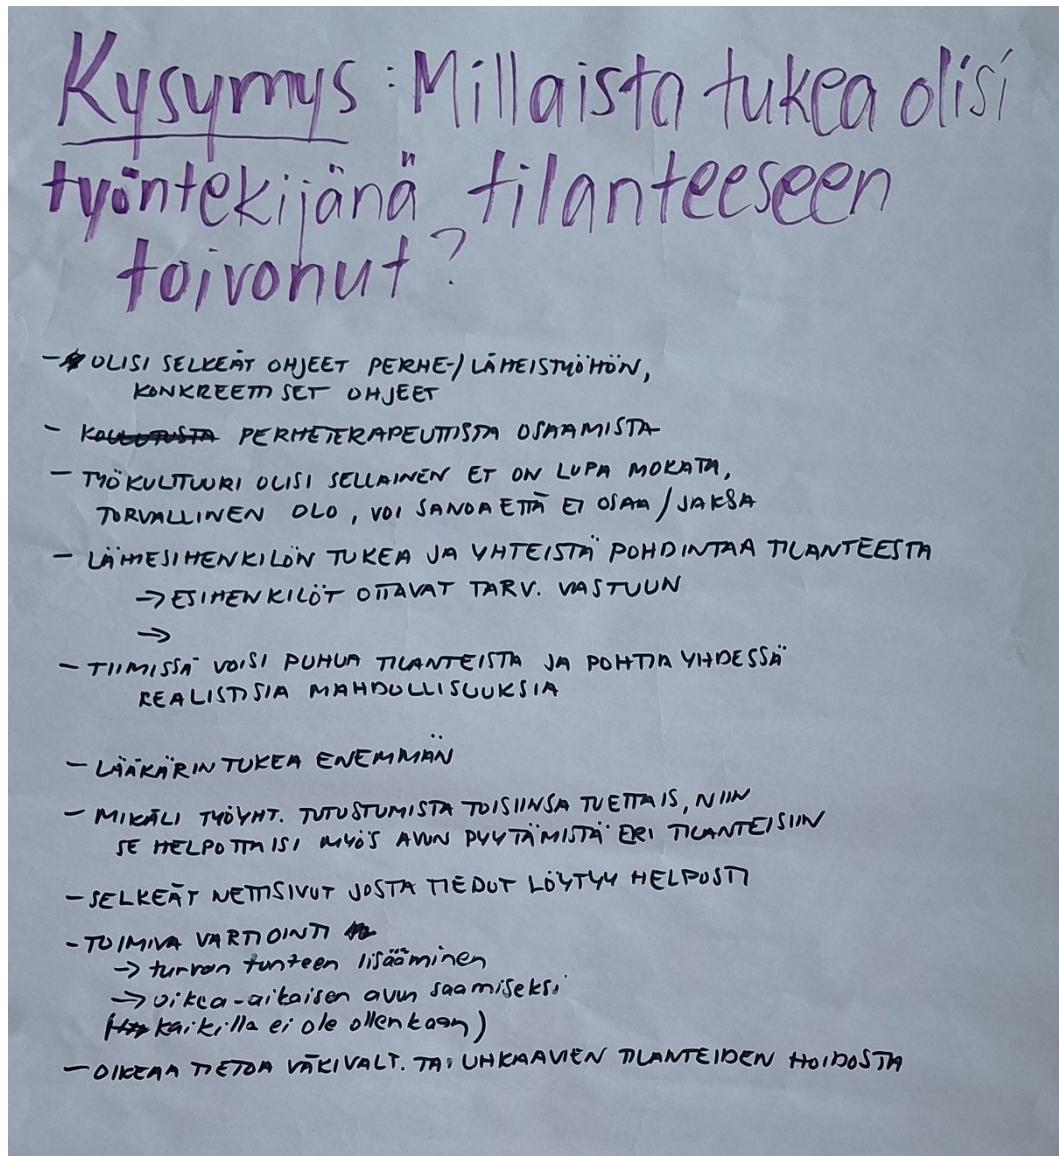 Kysymys: Millaista tukea olisi
työntekijänä tilanteeseen
toivonut?
- OLISI SELKEÄT OHJEET PERHE-/LÄHEISTYÖHÖN,
KONKREETTISET OHJEET
- KOULUTUSTA PERHETERAPEUTTISTA OSAAMISTA
- TYÖKULTTUURI OLISI SELLAINEN ET ON LUPA MOKATA,
TURVALLINEN OLO, VOI SANOA ETTÄ EI OSAA/JAKSA
- LÄHIESIHENKILÖN TUKEA JA YHTEISTÄ POHDINTAA TILANTEESTA
→ ESIHENKILÖT OTTAVAT TARV. VASTUUN
→
- TIIMISSÄ VOISI PUHUA TILANTEISTA JA POHTIA YHDESSÄ
REALISTISIA MAHDOLLISUUKSIA
- LÄÄKÄRIN TUKEA ENEMMÄN
- MIKÄLI TYÖYHT. TUTUSTUMISTA TOISIINSA TUETTAIS, NIIN
SE HELPOTTAISI MYÖS AVUN PYYTÄMISTÄ ERI TILANTEISIIN
- SELKEÄT NETTISIVUT JOSTA TIEDOT LÖYTYY HELPOSTI
- TOIMIVA VARTIOINTI
→ turvan tunteen lisääminen
→ oikea-aikaisen avun saamiseksi
(kaikilla ei ole ollenkaan)
- OIKEAA TIETOA VÄKIVALT. TAI UHKAAVIEN TILANTEIDEN HOIDOSTA